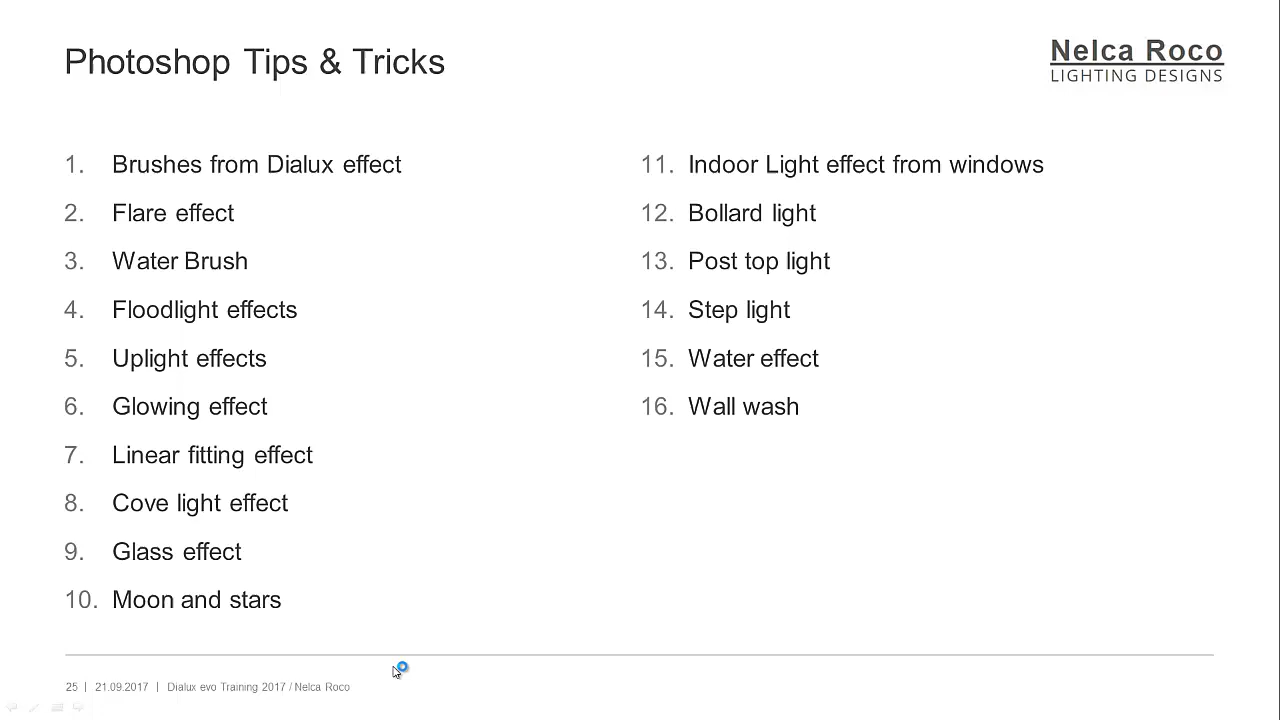 Photoshop Tips & Tricks
Nelca Roco
LIGHTING DESIGNS
1. Brushes from Dialux effect
2. Flare effect
3. Water Brush
4. Floodlight effects
5. Uplight effects
6. Glowing effect
7. Linear fitting effect
8. Cove light effect
9. Glass effect
10. Moon and stars
11. Indoor Light effect from windows
12. Bollard light
13. Post top light
14. Step light
15. Water effect
16. Wall wash
25 | 21.09.2017 | Dialux evo Training 2017 / Nelca Roco